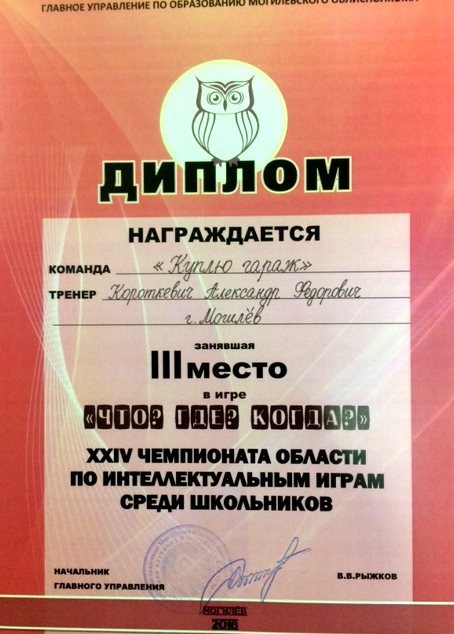 ГЛАВНОЕ УПРАВЛЕНИЕ ПО ОБРАЗОВАНИЮ МОГИЛЕВСКОГО ОБЛИСПОЛКОМА
ДИПЛОМ
НАГРАЖДАЕТСЯ
КОМАНДА «Куплю гараж»
ТРЕНЕР Короткевич Александр Федорович
г. Могилёв
занявшая
III место
в игре
«ЧТО? ГДЕ? КОГДА?»
XXIV ЧЕМПИОНАТА ОБЛАСТИ
ПО ИНТЕЛЛЕКТУАЛЬНЫМ ИГРАМ
СРЕДИ ШКОЛЬНИКОВ
НАЧАЛЬНИК
ГЛАВНОГО УПРАВЛЕНИЯ
В.В.РЫЖКОВ
МОГИЛЕВ
2018